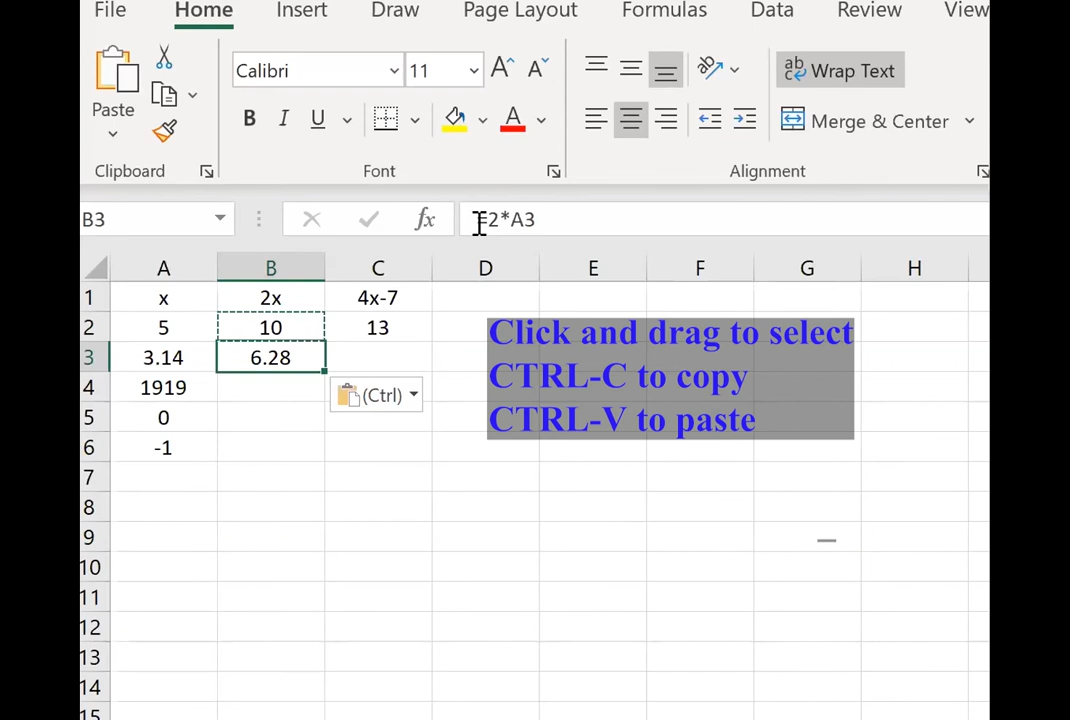 File Home Insert Draw Page Layout Formulas Data Review View
Calibri 11 A A ab Wrap Text
Paste B I U A Merge & Center
Clipboard Font Alignment
B3 fx =2*A3
A B C D E F G H
1 x 2x 4x-7
2 5 10 13
3 3.14 6.28
4 1919
5 0
6 -1
7
8
9
10
11
12
13
14
15
(Ctrl)
Click and drag to select
CTRL-C to copy
CTRL-V to paste